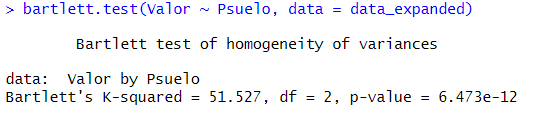 > bartlett.test(Valor ~ Psuelo, data = data_expanded)
Bartlett test of homogeneity of variances
data:  Valor by Psuelo
Bartlett's K-squared = 51.527, df = 2, p-value = 6.473e-12